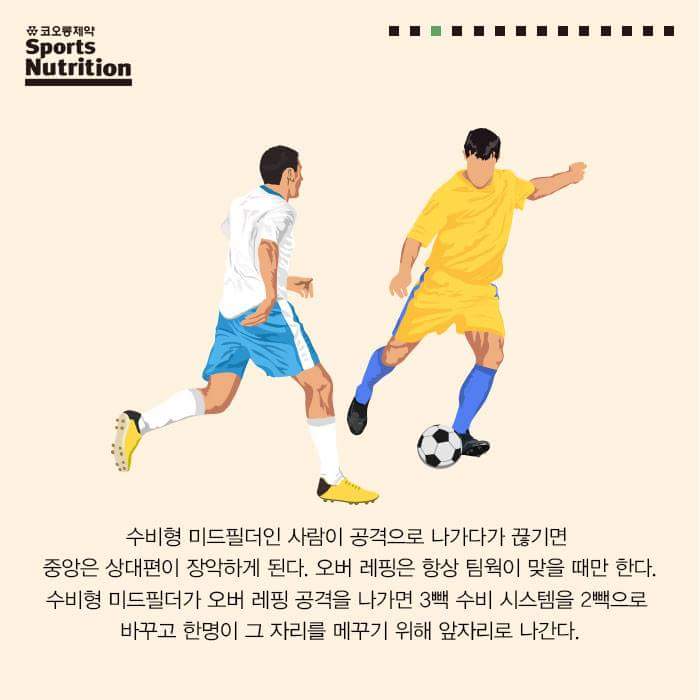 코오롱제약
Sports
Nutrition
수비형 미드필더인 사람이 공격으로 나가다가 끊기면
중앙은 상대편이 장악하게 된다. 오버 레핑은 항상 팀웍이 맞을 때만 한다.
수비형 미드필더가 오버 레핑 공격을 나가면 3빽 수비 시스템을 2빽으로
바꾸고 한명이 그 자리를 메꾸기 위해 앞자리로 나간다.